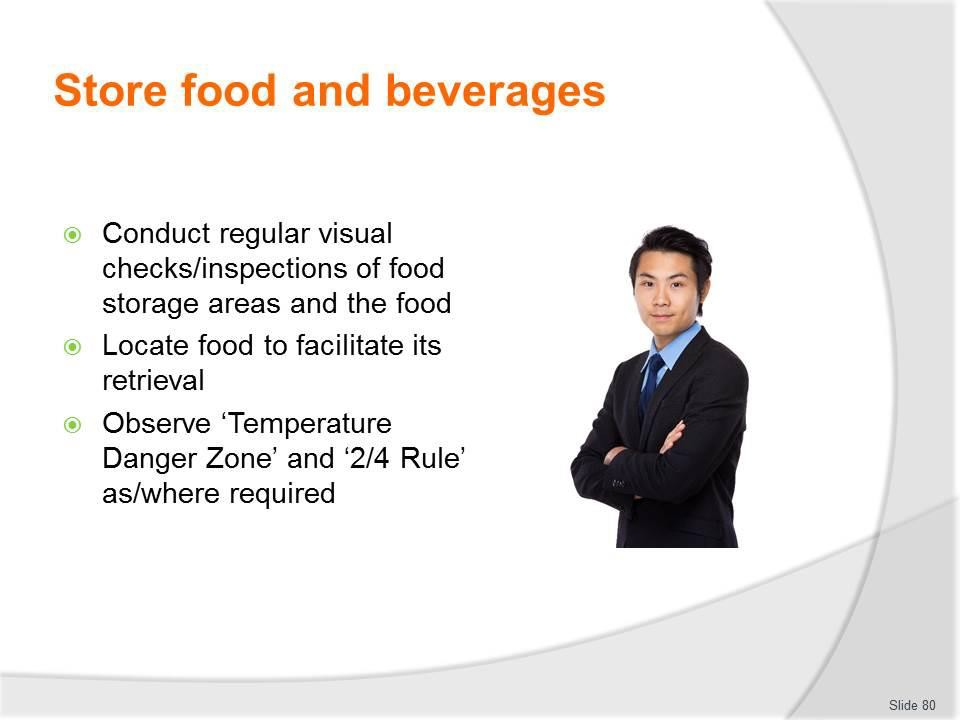 Store food and beverages
Conduct regular visual
checks/inspections of food
storage areas and the food
Locate food to facilitate its
retrieval
Observe ‘Temperature
Danger Zone’ and ‘2/4 Rule’
as/where required
Slide 80